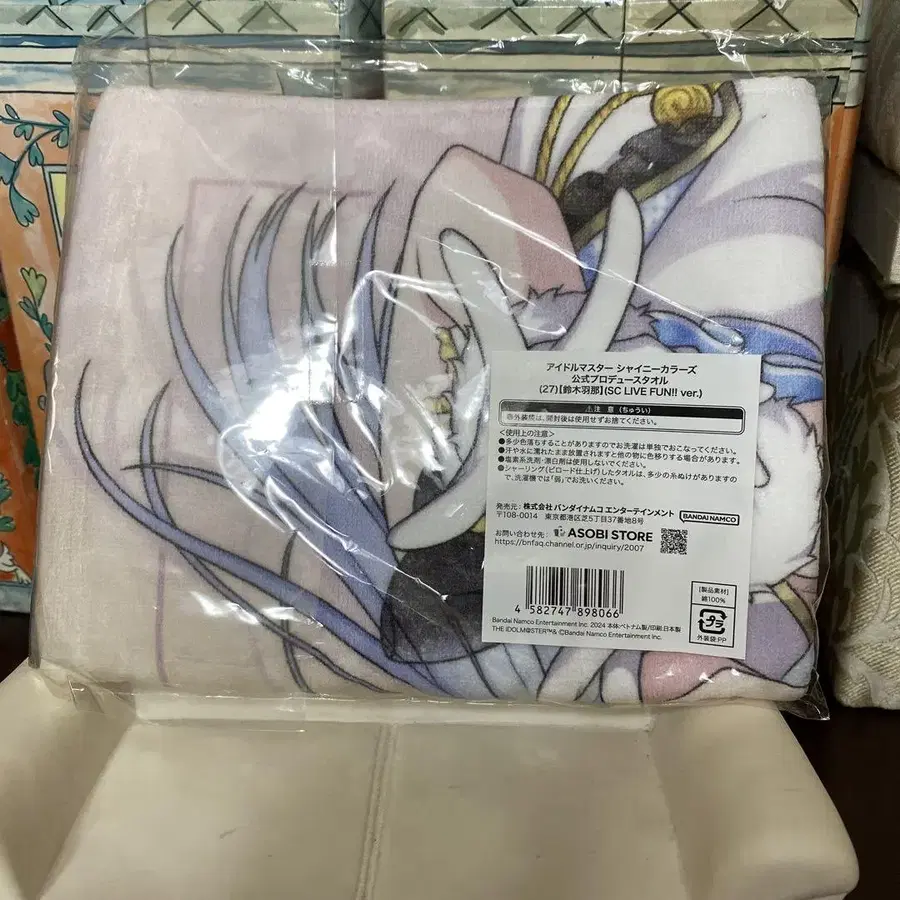 アイドルマスター シャイニーカラーズ
公式プロデュースタオル
(27)【鈴木羽那】(SC LIVE FUN!! ver.)
⚠注 意 (ちゅうい)
※外装袋は、開封後は使用せずお捨てください。
<使用上の注意>
●多少色落ちすることがありますのでお洗濯は単独でおこなってください。
●汗や水に濡れたまま放置されますと他の物に色移りする場合があります。
●塩素系洗剤・漂白剤は使用しないでください。
●シャーリング(ビロード仕上げ)したタオルは、多少の糸ぬけがありますの
で、洗濯機では「弱」でお洗いください。
発売元: 株式会社 バンダイナムコ エンターテインメント
〒108-0014 東京都港区芝5丁目37番地8号
BANDAI NAMCO
お問い合わせ先: ASOBI STORE
https://bnfaq.channel.or.jp/inquiry/2007
4 582747 898066
[製品素材]
綿100%
プラ
外装袋:PP
Bandai Namco Entertainment Inc. 2024 本体:ベトナム製/印刷:日本製
THE IDOLM@STER™& ©Bandai Namco Entertainment Inc.